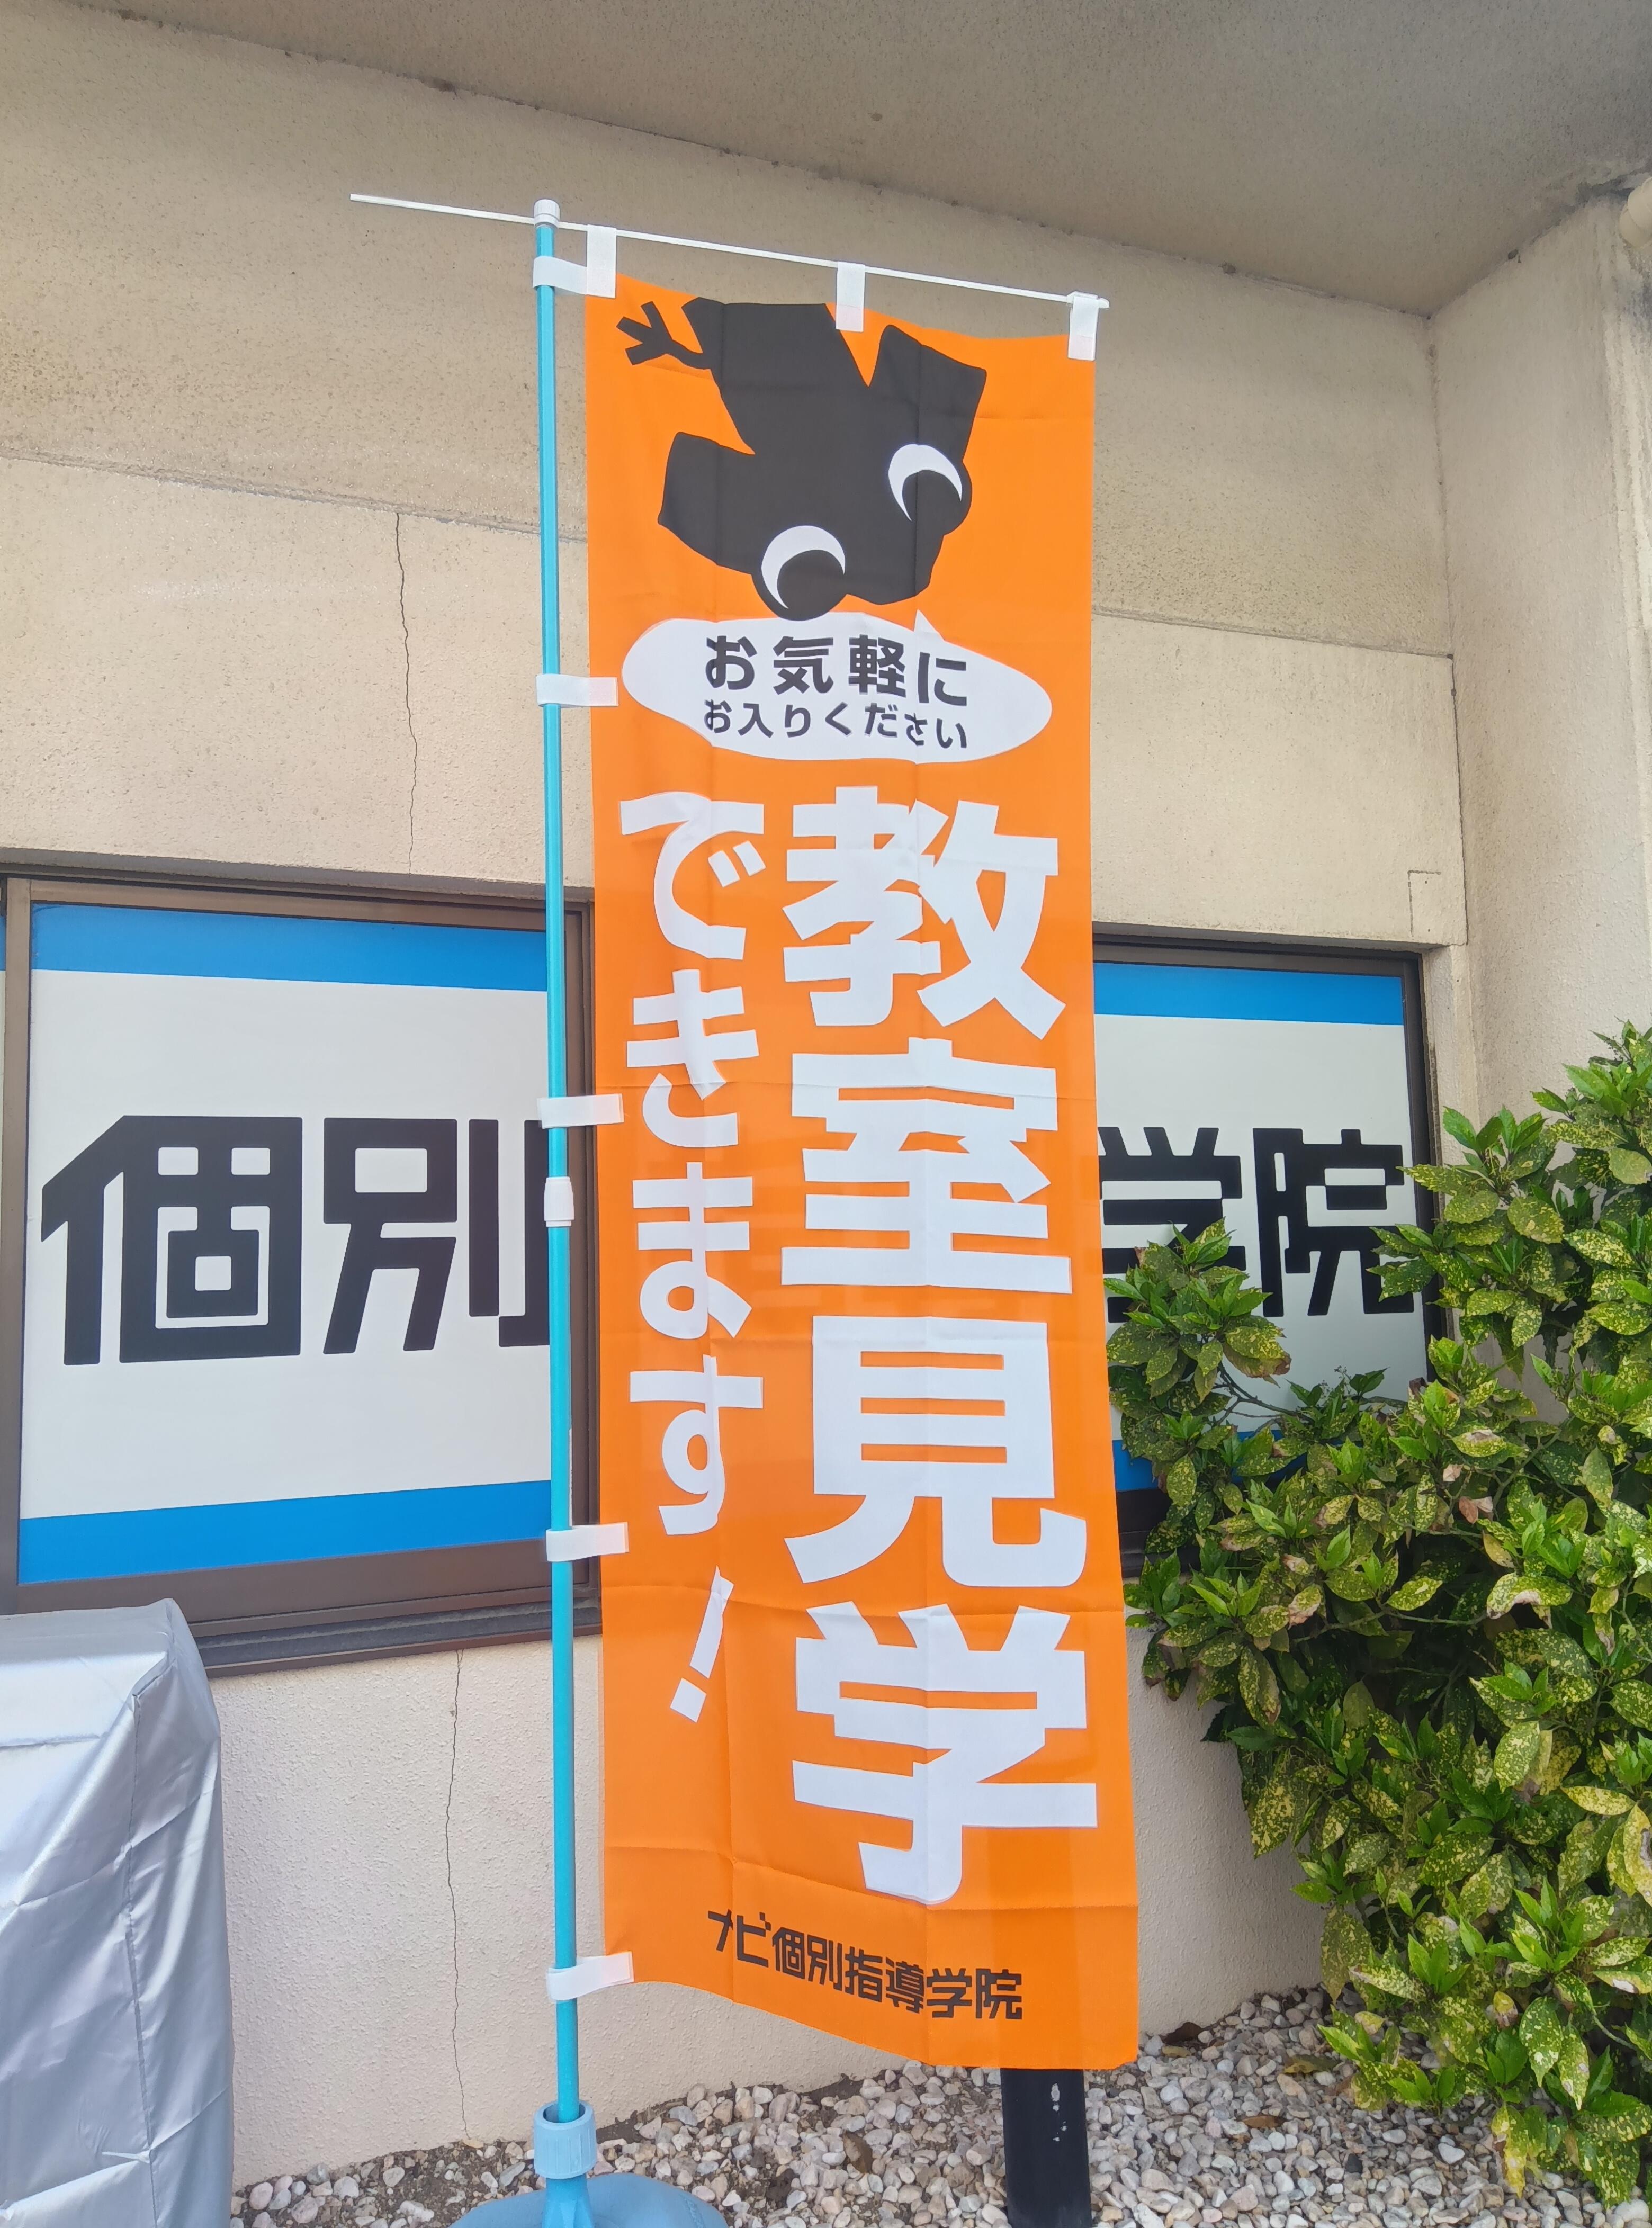 お気軽に
お入りください
教室見学
できます!
ナビ個別指導学院
個別
学院